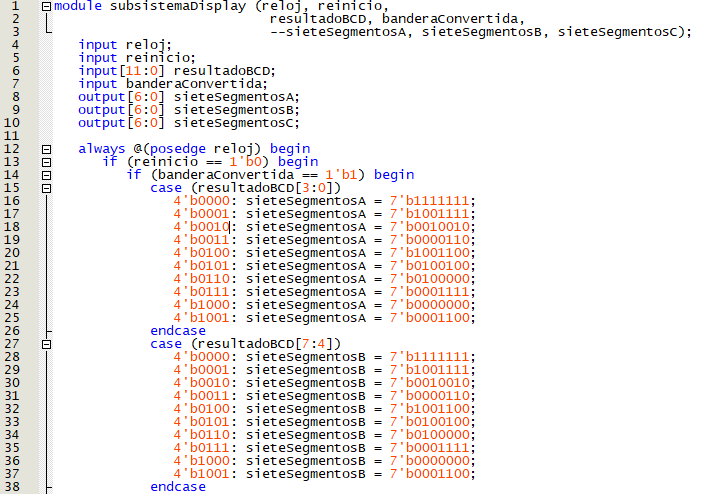 1 module subsistemaDisplay (reloj, reinicio,
2 resultadoBCD, banderaConvertida,
3 --sieteSegmentosA, sieteSegmentosB, sieteSegmentosC);
4 input reloj;
5 input reinicio;
6 input[11:0] resultadoBCD;
7 input banderaConvertida;
8 output[6:0] sieteSegmentosA;
9 output[6:0] sieteSegmentosB;
10 output[6:0] sieteSegmentosC;
11
12 always @(posedge reloj) begin
13 if (reinicio == 1'b0) begin
14 if (banderaConvertida == 1'b1) begin
15 case (resultadoBCD[3:0])
16 4'b0000: sieteSegmentosA = 7'b1111111;
17 4'b0001: sieteSegmentosA = 7'b1001111;
18 4'b0010: sieteSegmentosA = 7'b0010010;
19 4'b0011: sieteSegmentosA = 7'b0000110;
20 4'b0100: sieteSegmentosA = 7'b1001100;
21 4'b0101: sieteSegmentosA = 7'b0100100;
22 4'b0110: sieteSegmentosA = 7'b0100000;
23 4'b0111: sieteSegmentosA = 7'b0001111;
24 4'b1000: sieteSegmentosA = 7'b0000000;
25 4'b1001: sieteSegmentosA = 7'b0001100;
26 endcase
27 case (resultadoBCD[7:4])
28 4'b0000: sieteSegmentosB = 7'b1111111;
29 4'b0001: sieteSegmentosB = 7'b1001111;
30 4'b0010: sieteSegmentosB = 7'b0010010;
31 4'b0011: sieteSegmentosB = 7'b0000110;
32 4'b0100: sieteSegmentosB = 7'b1001100;
33 4'b0101: sieteSegmentosB = 7'b0100100;
34 4'b0110: sieteSegmentosB = 7'b0100000;
35 4'b0111: sieteSegmentosB = 7'b0001111;
36 4'b1000: sieteSegmentosB = 7'b0000000;
37 4'b1001: sieteSegmentosB = 7'b0001100;
38 endcase